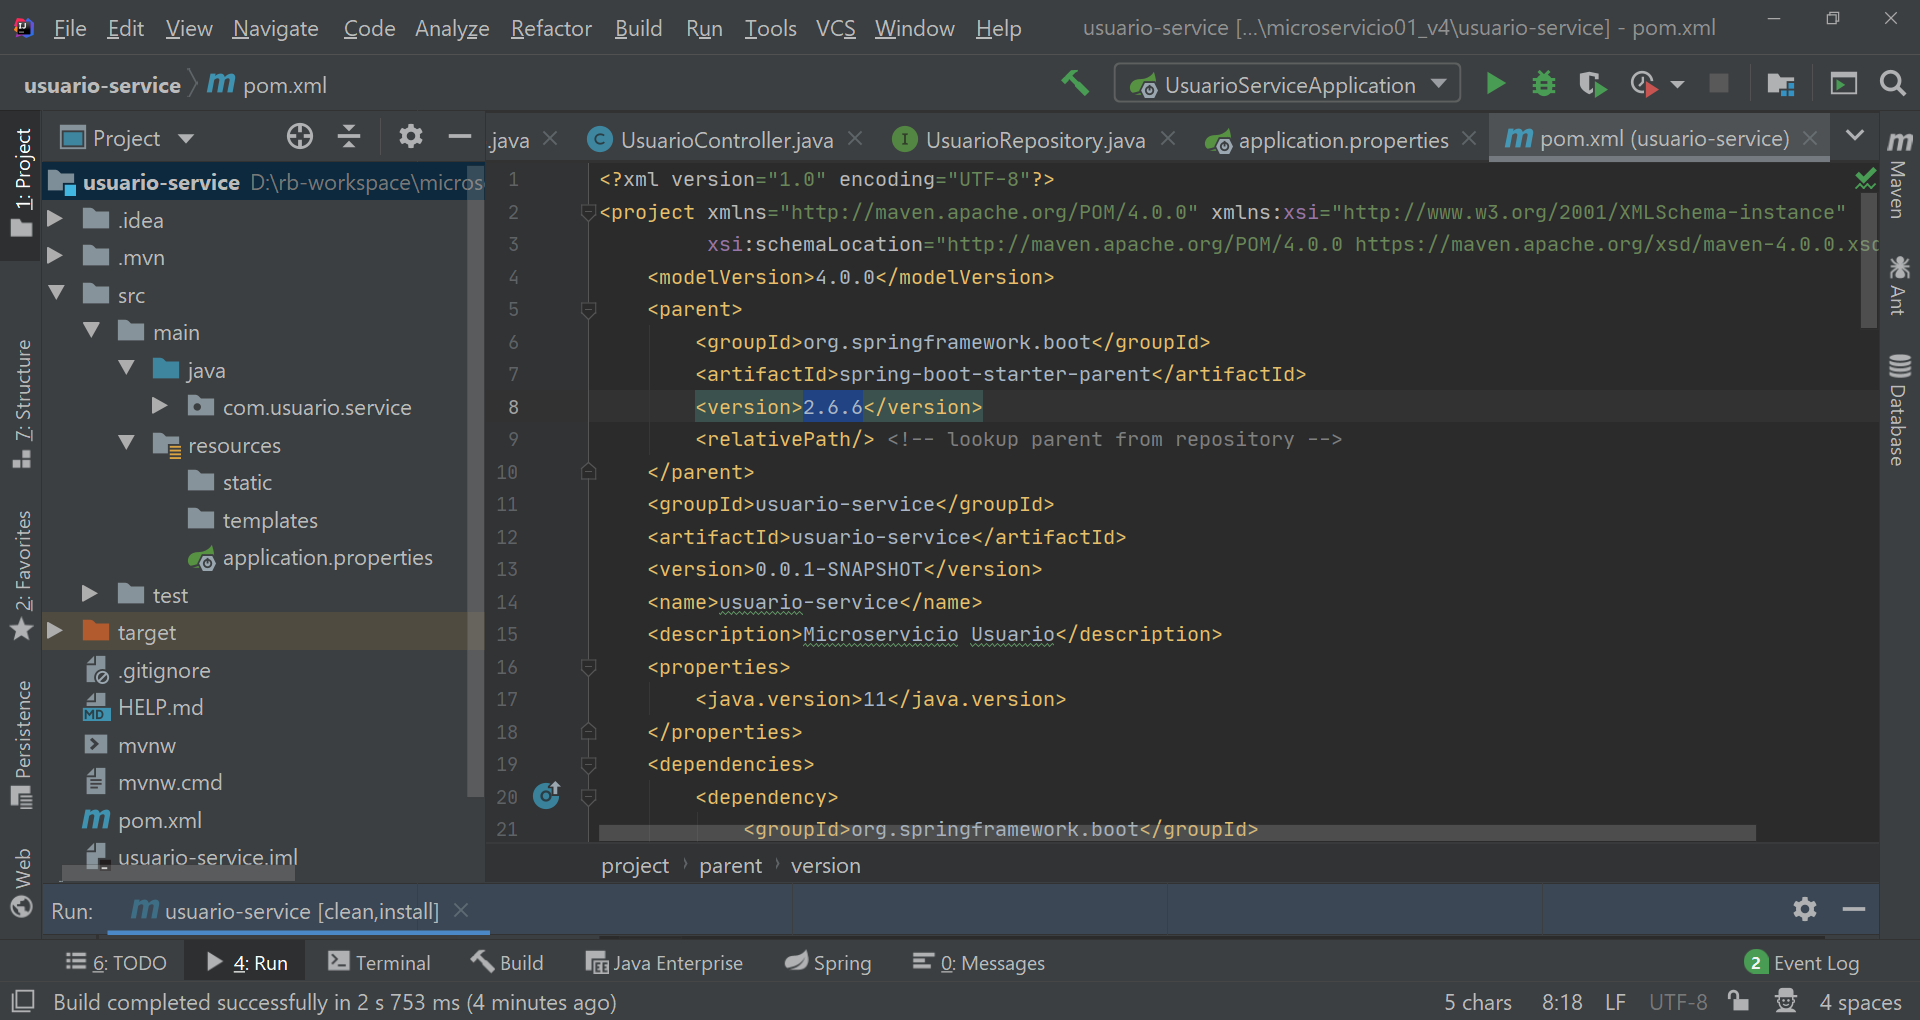 File Edit View Navigate Code Analyze Refactor Build Run Tools VCS Window Help usuario-service [...\microservicio01_v4\usuario-service] - pom.xml
usuario-service m pom.xml UsuarioServiceApplication
1: Project
7: Structure
2: Favorites
Persistence
Web
Project
usuario-service D:\rb-workspace\micros
.idea
.mvn
src
main
java
com.usuario.service
resources
static
templates
application.properties
test
target
.gitignore
HELP.md
mvnw
mvnw.cmd
m pom.xml
usuario-service.iml
.java C UsuarioController.java I UsuarioRepository.java application.properties m pom.xml (usuario-service)
1 <?xml version="1.0" encoding="UTF-8"?>
2 <project xmlns="http://maven.apache.org/POM/4.0.0" xmlns:xsi="http://www.w3.org/2001/XMLSchema-instance"
3 xsi:schemaLocation="http://maven.apache.org/POM/4.0.0 https://maven.apache.org/xsd/maven-4.0.0.xsd
4 <modelVersion>4.0.0</modelVersion>
5 <parent>
6 <groupId>org.springframework.boot</groupId>
7 <artifactId>spring-boot-starter-parent</artifactId>
8 <version>2.6.6</version>
9 <relativePath/> <!-- lookup parent from repository -->
10 </parent>
11 <groupId>usuario-service</groupId>
12 <artifactId>usuario-service</artifactId>
13 <version>0.0.1-SNAPSHOT</version>
14 <name>usuario-service</name>
15 <description>Microservicio Usuario</description>
16 <properties>
17 <java.version>11</java.version>
18 </properties>
19 <dependencies>
20 <dependency>
21 <groupId>org.springframework.boot</groupId>
project › parent › version
m Maven
Ant
Database
Run: m usuario-service [clean,install]
6: TODO 4: Run Terminal Build Java Enterprise Spring 0: Messages 2 Event Log
Build completed successfully in 2 s 753 ms (4 minutes ago) 5 chars 8:18 LF UTF-8 4 spaces